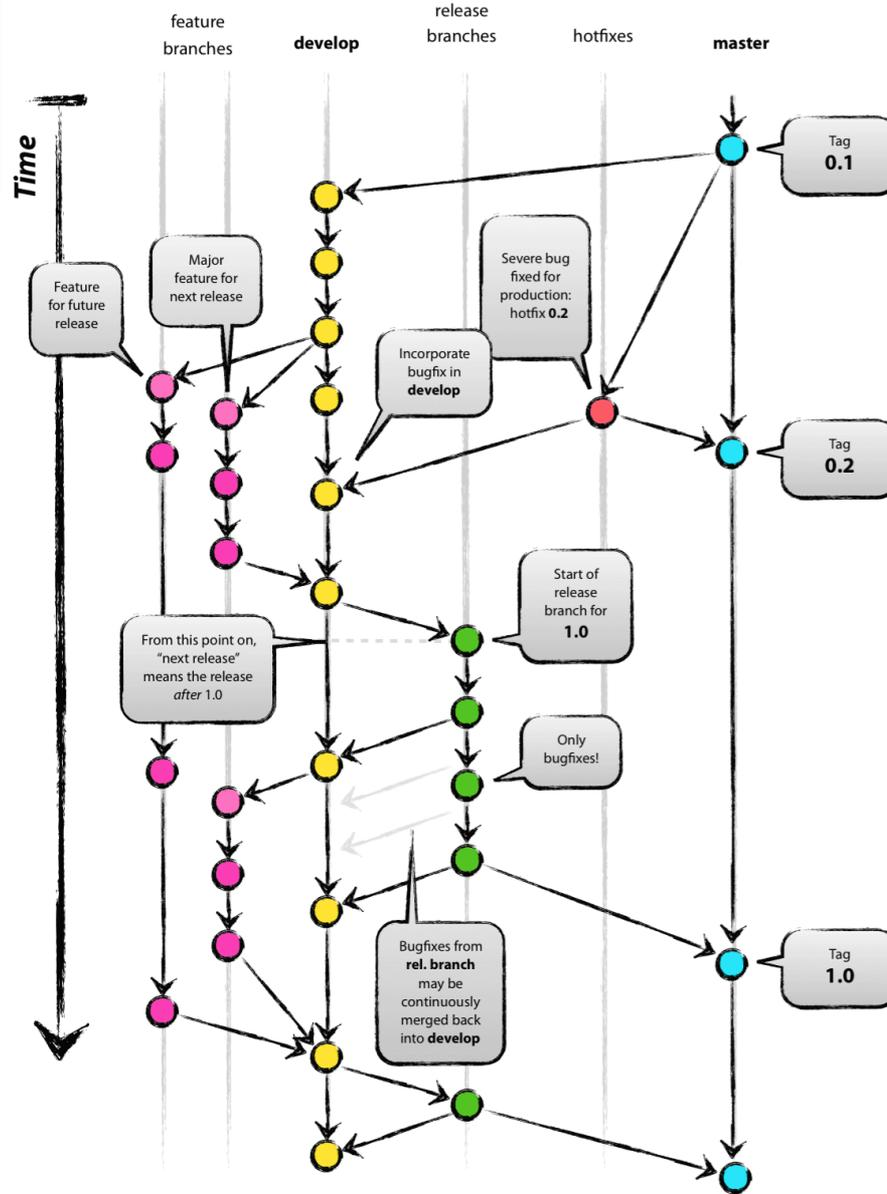 feature
branches
develop
release
branches
hotfixes
master
Time
Tag
0.1
Feature
for future
release
Major
feature for
next release
Severe bug
fixed for
production:
hotfix 0.2
Incorporate
bugfix in
develop
Tag
0.2
Start of
release
branch for
1.0
From this point on,
“next release”
means the release
after 1.0
Only
bugfixes!
Bugfixes from
rel. branch
may be
continuously
merged back
into develop
Tag
1.0